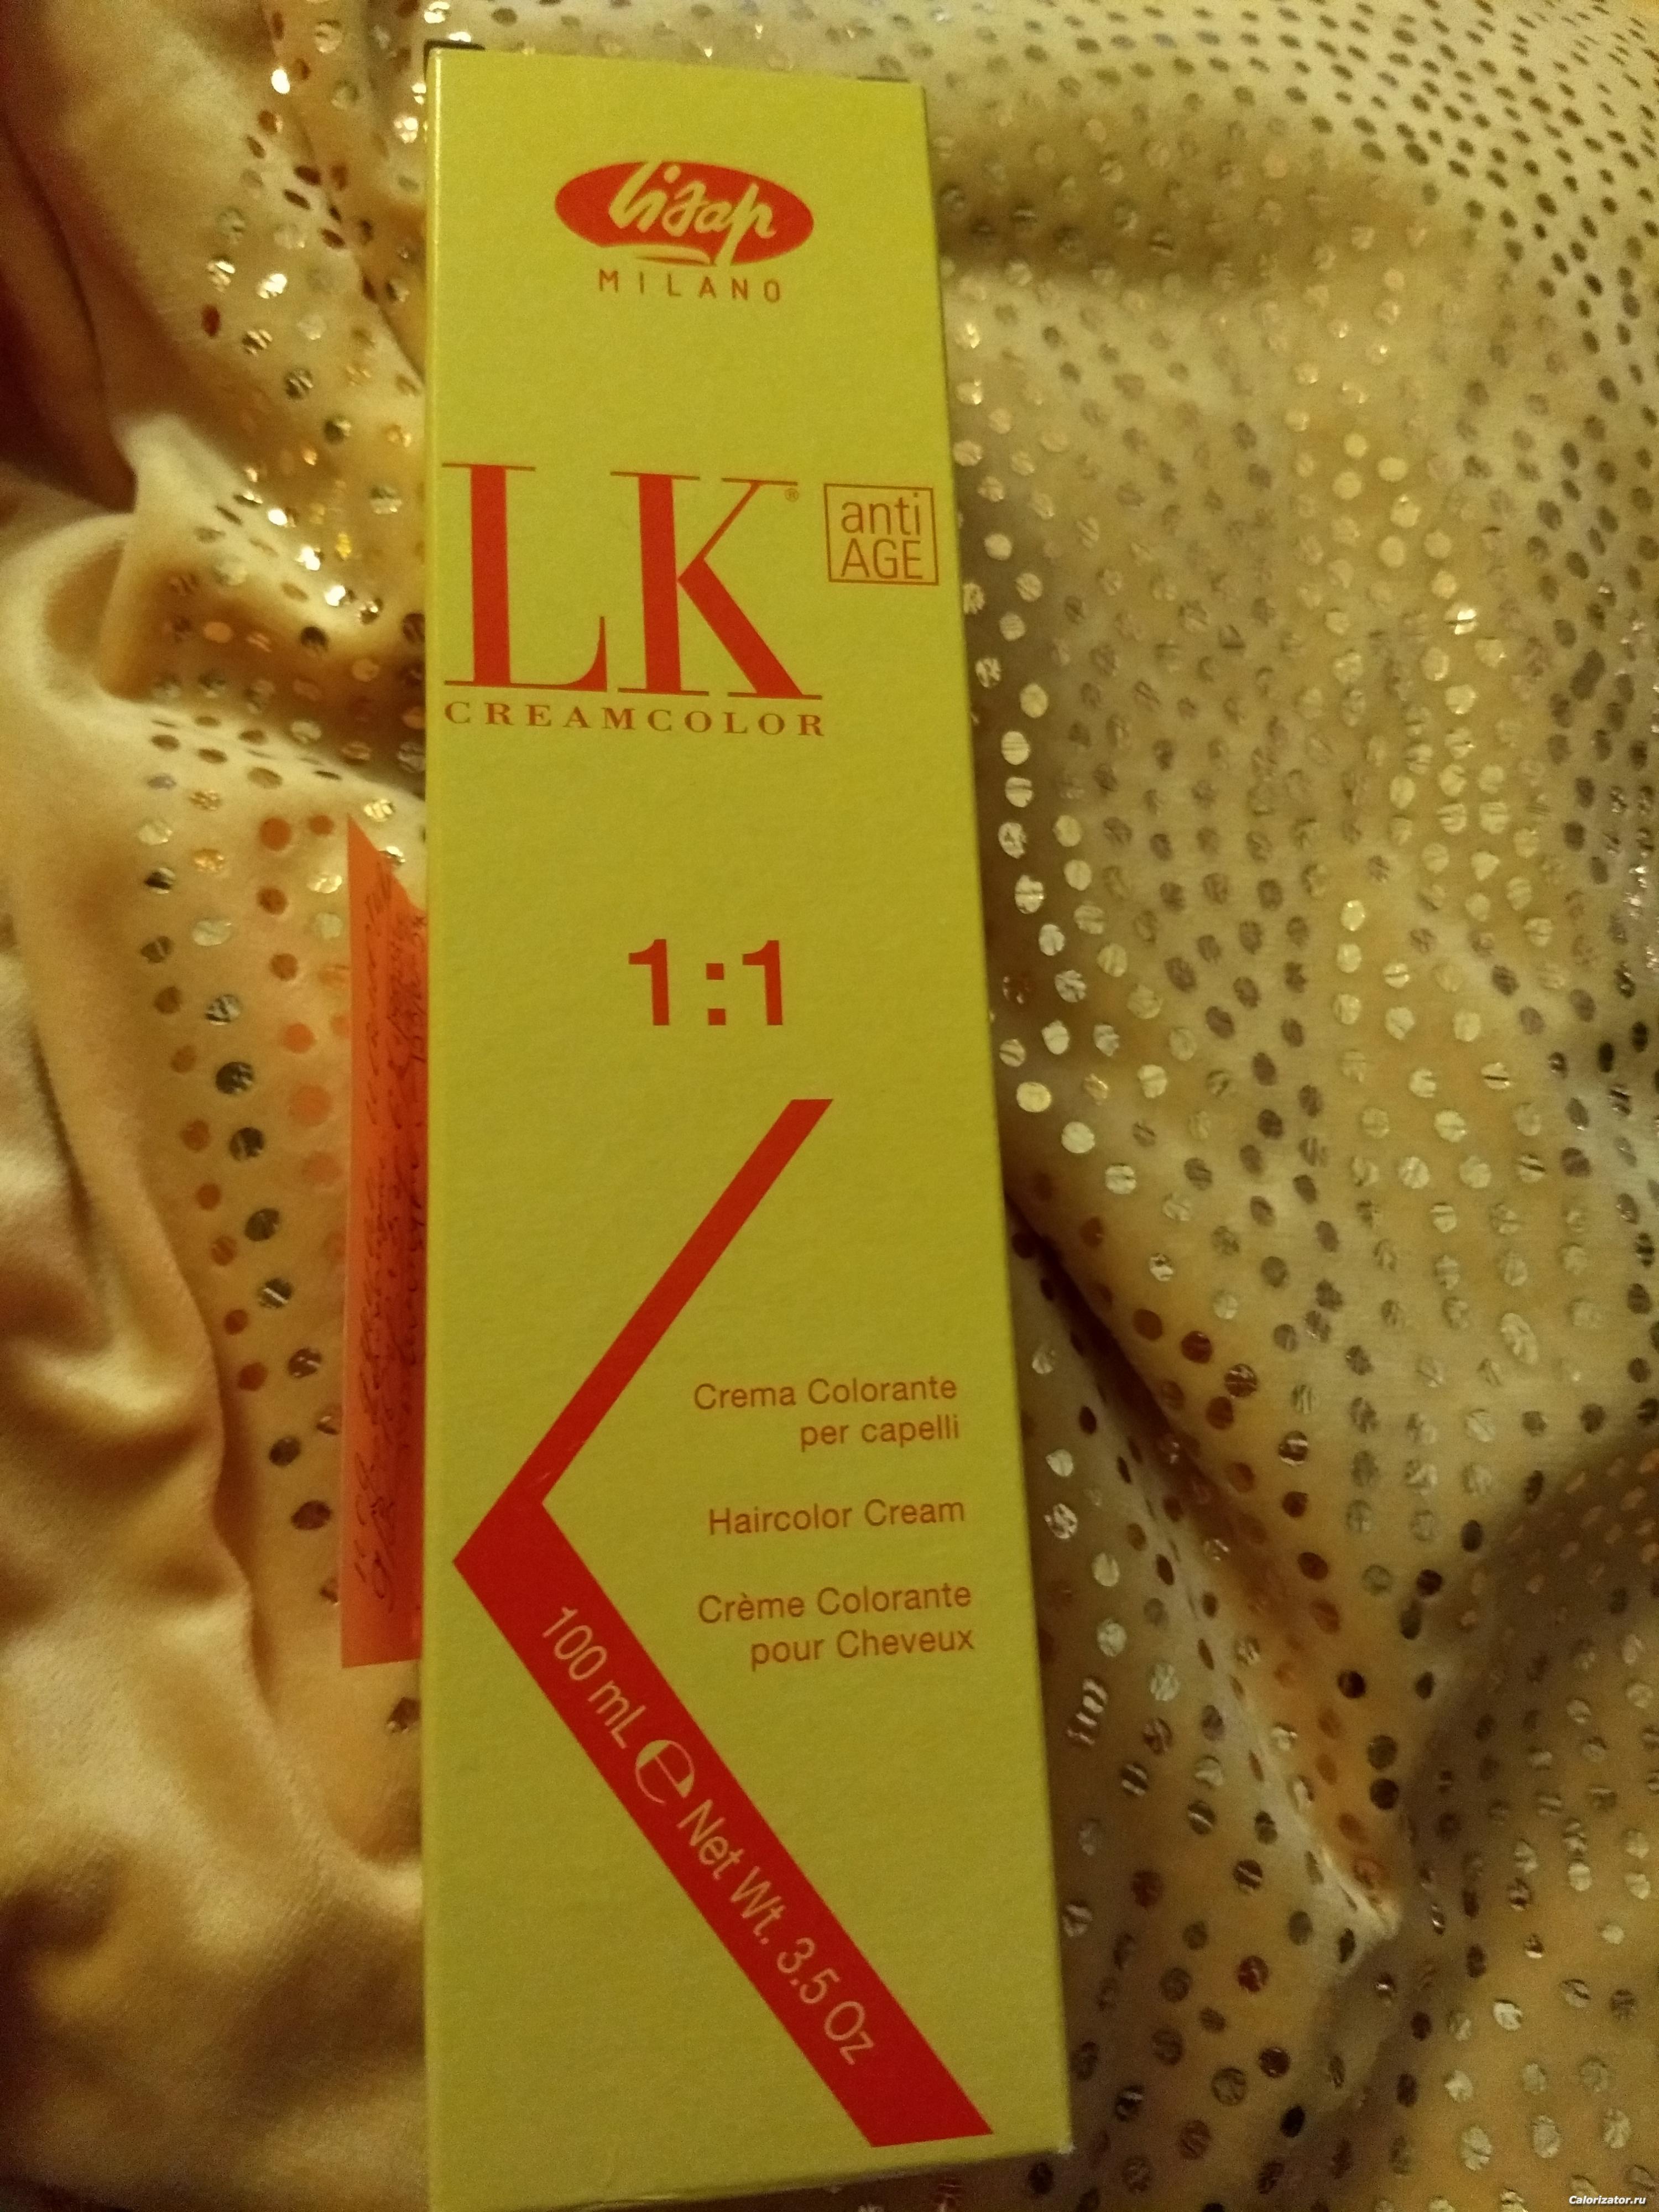 Lisap
MILANO
LK®
anti
AGE
CREAMCOLOR
1:1
Crema Colorante
per capelli
Haircolor Cream
Crème Colorante
pour Cheveux
100 mL ℮ Net Wt. 3.5 Oz
Calorizator.ru